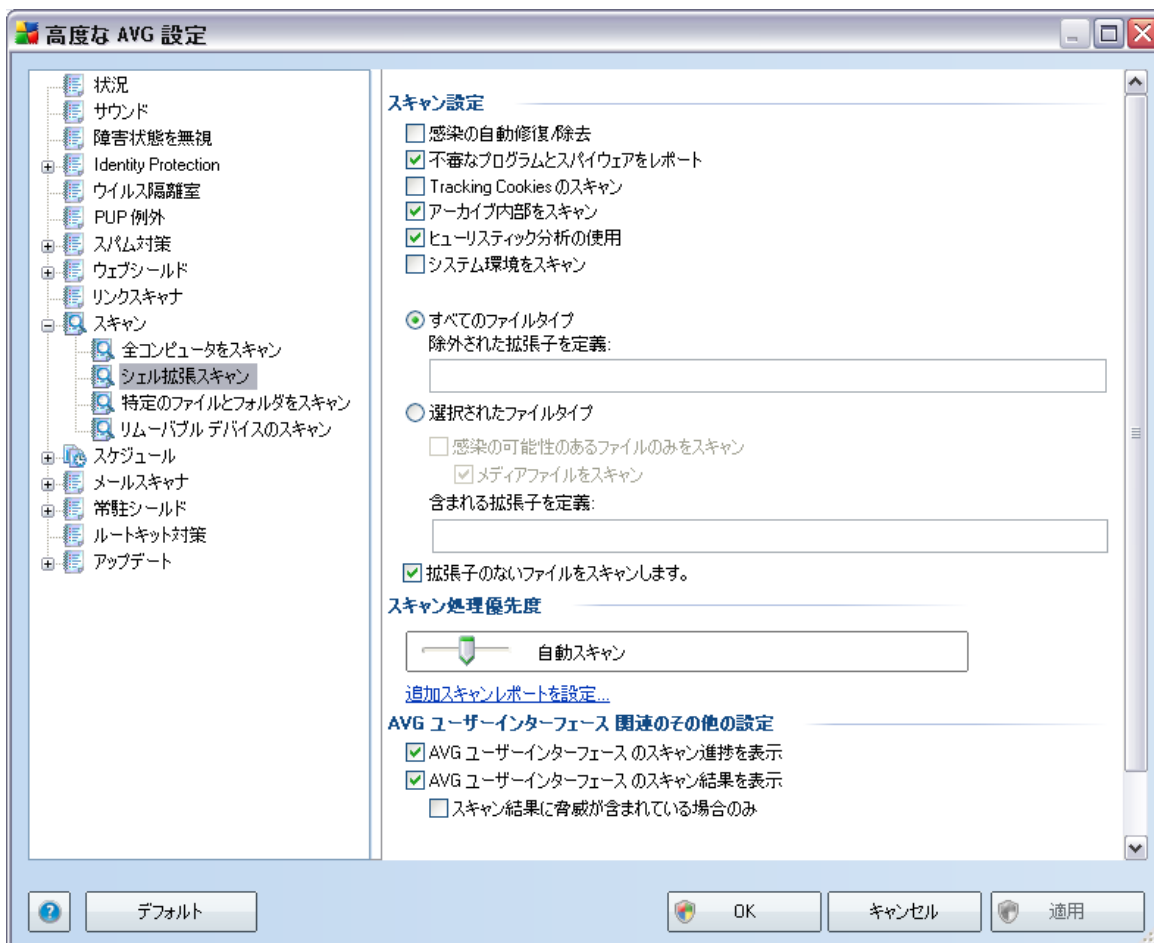 高度な AVG 設定
状況
サウンド
障害状態を無視
Identity Protection
ウイルス隔離室
PUP 例外
スパム対策
ウェブシールド
リンクスキャナ
スキャン
全コンピュータをスキャン
シェル拡張スキャン
特定のファイルとフォルダをスキャン
リムーバブル デバイスのスキャン
スケジュール
メールスキャナ
常駐シールド
ルートキット対策
アップデート
スキャン設定
感染の自動修復/除去
不審なプログラムとスパイウェアをレポート
Tracking Cookies のスキャン
アーカイブ内部をスキャン
ヒューリスティック分析の使用
システム環境をスキャン
すべてのファイルタイプ
除外された拡張子を定義:
選択されたファイルタイプ
感染の可能性のあるファイルのみをスキャン
メディアファイルをスキャン
含まれる拡張子を定義:
拡張子のないファイルをスキャンします。
スキャン処理優先度
自動スキャン
追加スキャンレポートを設定...
AVG ユーザーインターフェース 関連のその他の設定
AVG ユーザーインターフェース のスキャン進捗を表示
AVG ユーザーインターフェース のスキャン結果を表示
スキャン結果に脅威が含まれている場合のみ
?
デフォルト
OK
キャンセル
適用